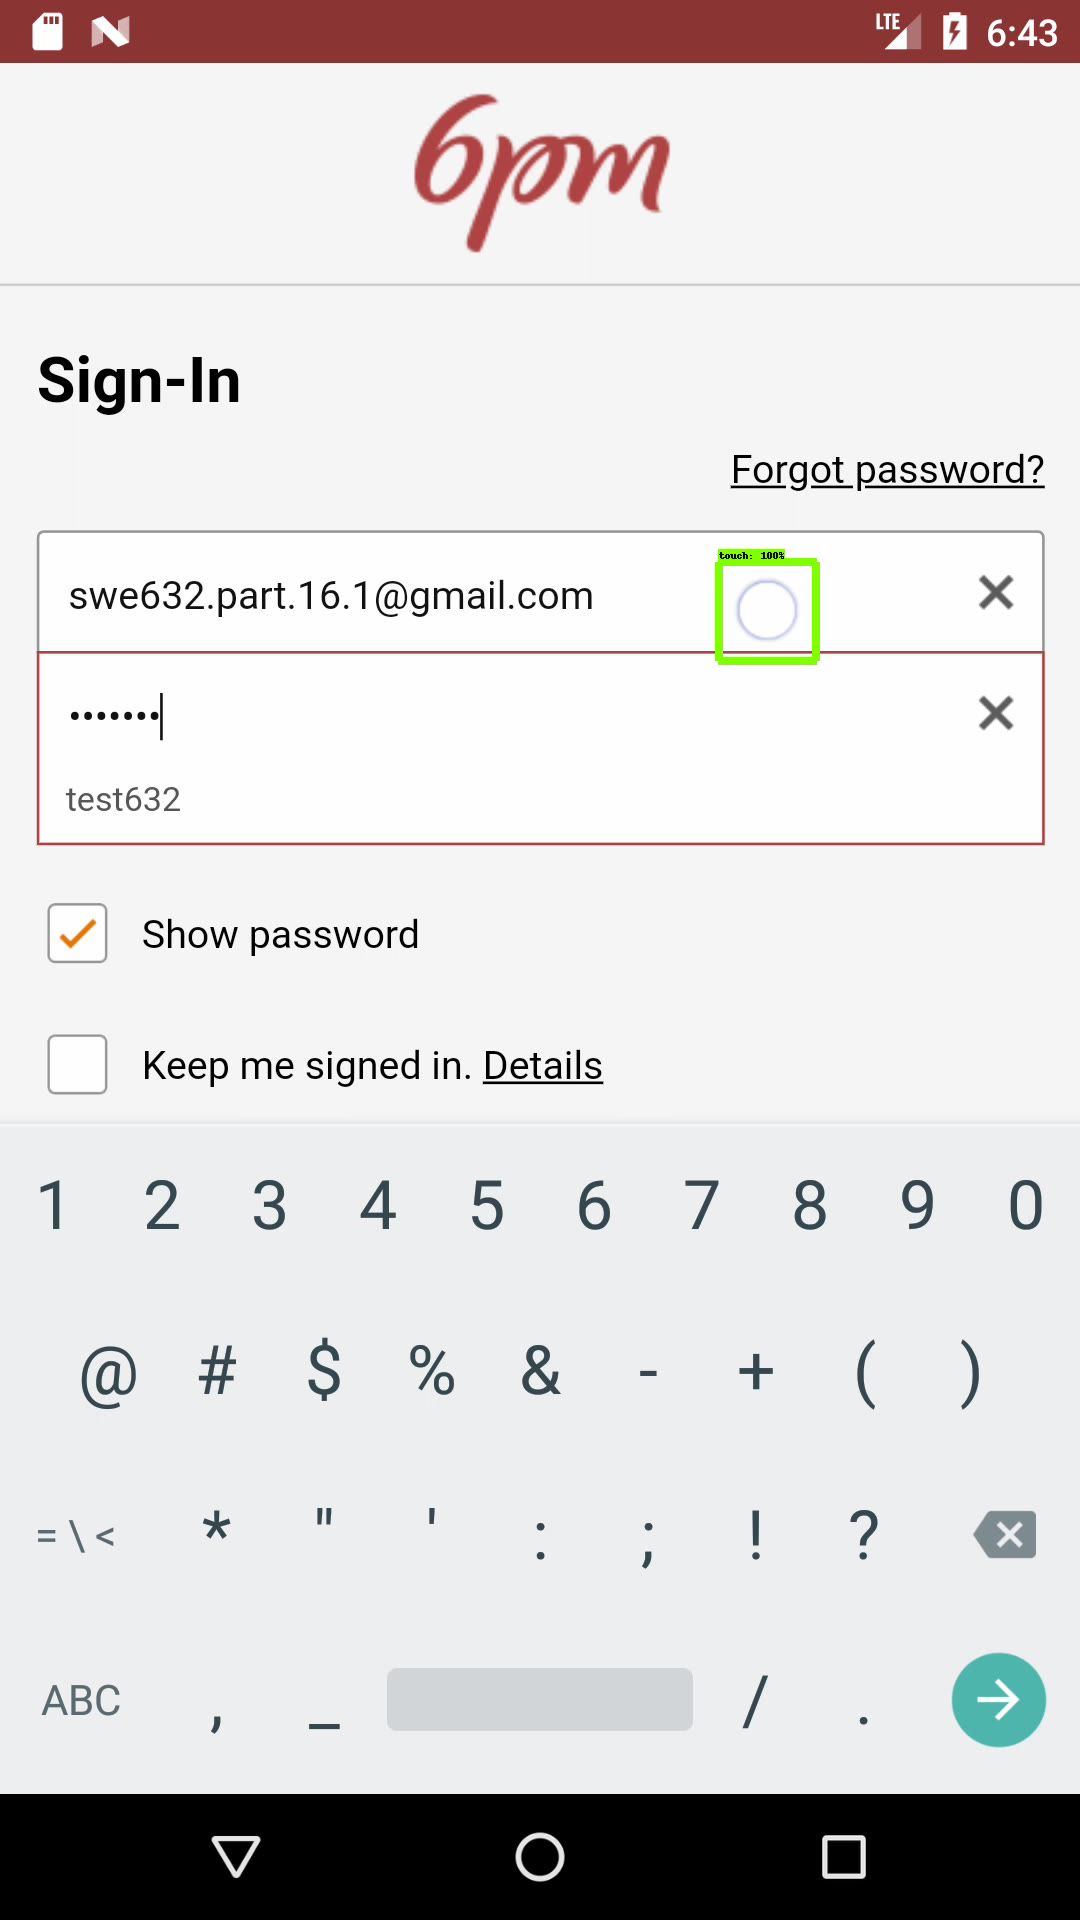 LTE 6:43
6pm
Sign-In
Forgot password?
touch: 100%
swe632.part.16.1@gmail.com
•••••••
test632
Show password
Keep me signed in. Details
1 2 3 4 5 6 7 8 9 0
@ # $ % & - + ( )
= \ < * " ' : ; ! ?
ABC , _ / .